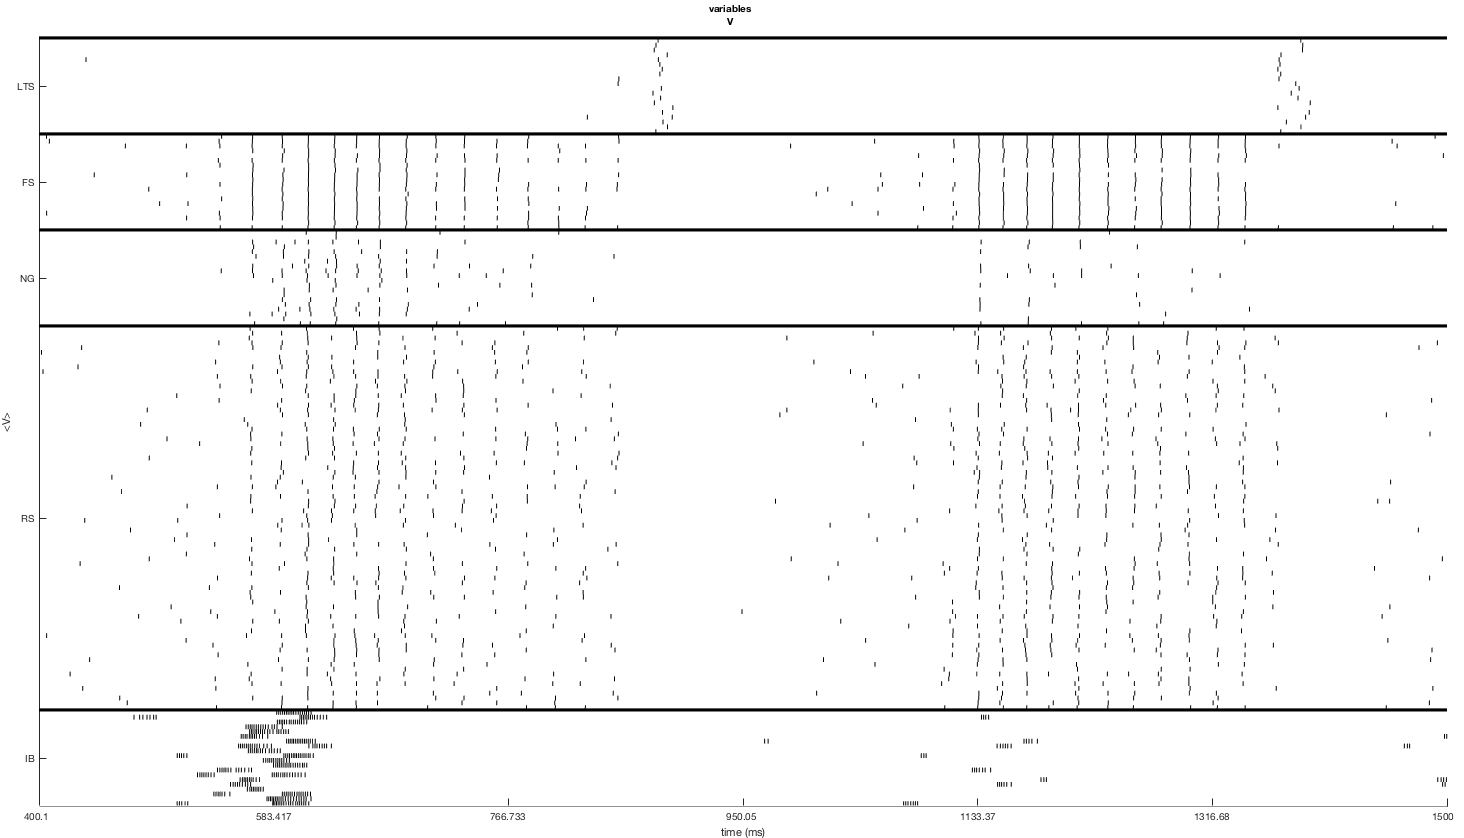 variables
V
LTS
FS
NG
RS
IB
<V>
400.1 583.417 766.733 950.05 1133.37 1316.68 1500
time (ms)